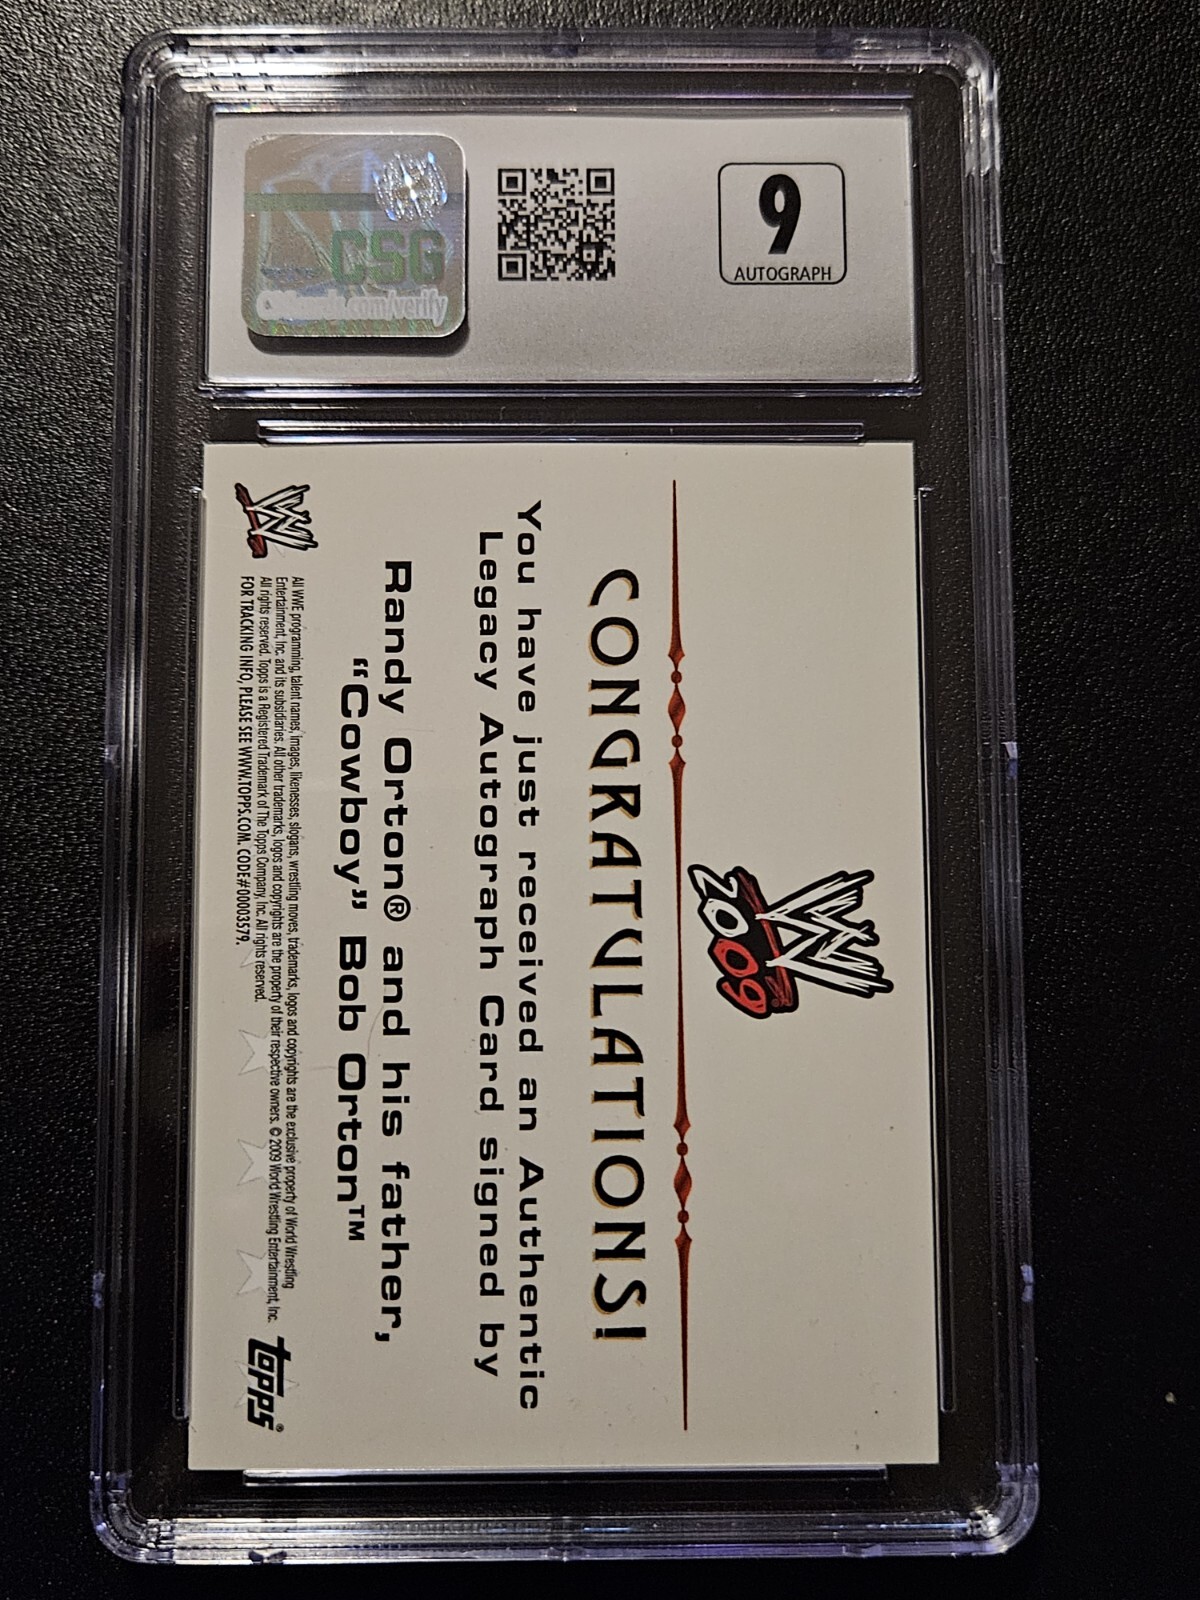 CSG
CSGcards.com/verify
9
AUTOGRAPH
W
2009
CONGRATULATIONS!
You have just received an Authentic
Legacy Autograph Card signed by
Randy Orton® and his father,
“Cowboy” Bob Orton™
W
All WWE programming, talent names, images, likenesses, slogans, wrestling moves, trademarks, logos and copyrights are the exclusive property of World Wrestling
Entertainment, Inc. and its subsidiaries. All other trademarks, logos and copyrights are the property of their respective owners. © 2009 World Wrestling Entertainment, Inc.
All rights reserved. Topps is a Registered Trademark of The Topps Company, Inc. All rights reserved.
FOR TRACKING INFO, PLEASE SEE WWW.TOPPS.COM. CODE#00003579.
topps®